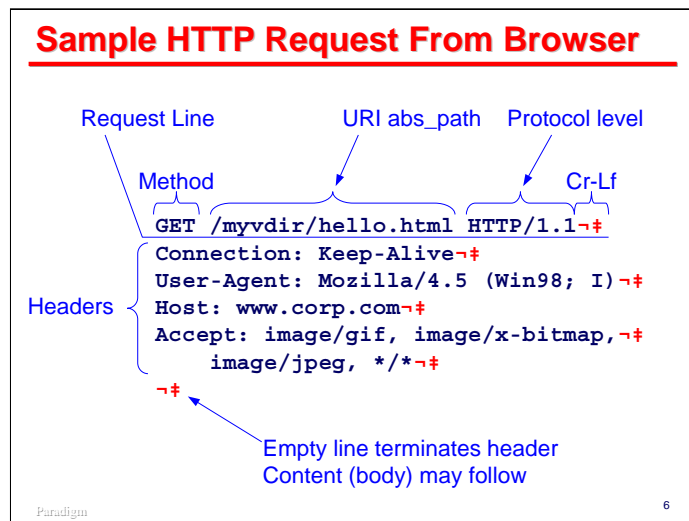 Sample HTTP Request From Browser
Request Line URI abs_path Protocol level
Method Cr-Lf
GET /myvdir/hello.html HTTP/1.1¬‡
Connection: Keep-Alive¬‡
User-Agent: Mozilla/4.5 (Win98; I)¬‡
Headers
Host: www.corp.com¬‡
Accept: image/gif, image/x-bitmap,¬‡
image/jpeg, */*¬‡
¬‡
Empty line terminates header
Content (body) may follow
Paradigm 6